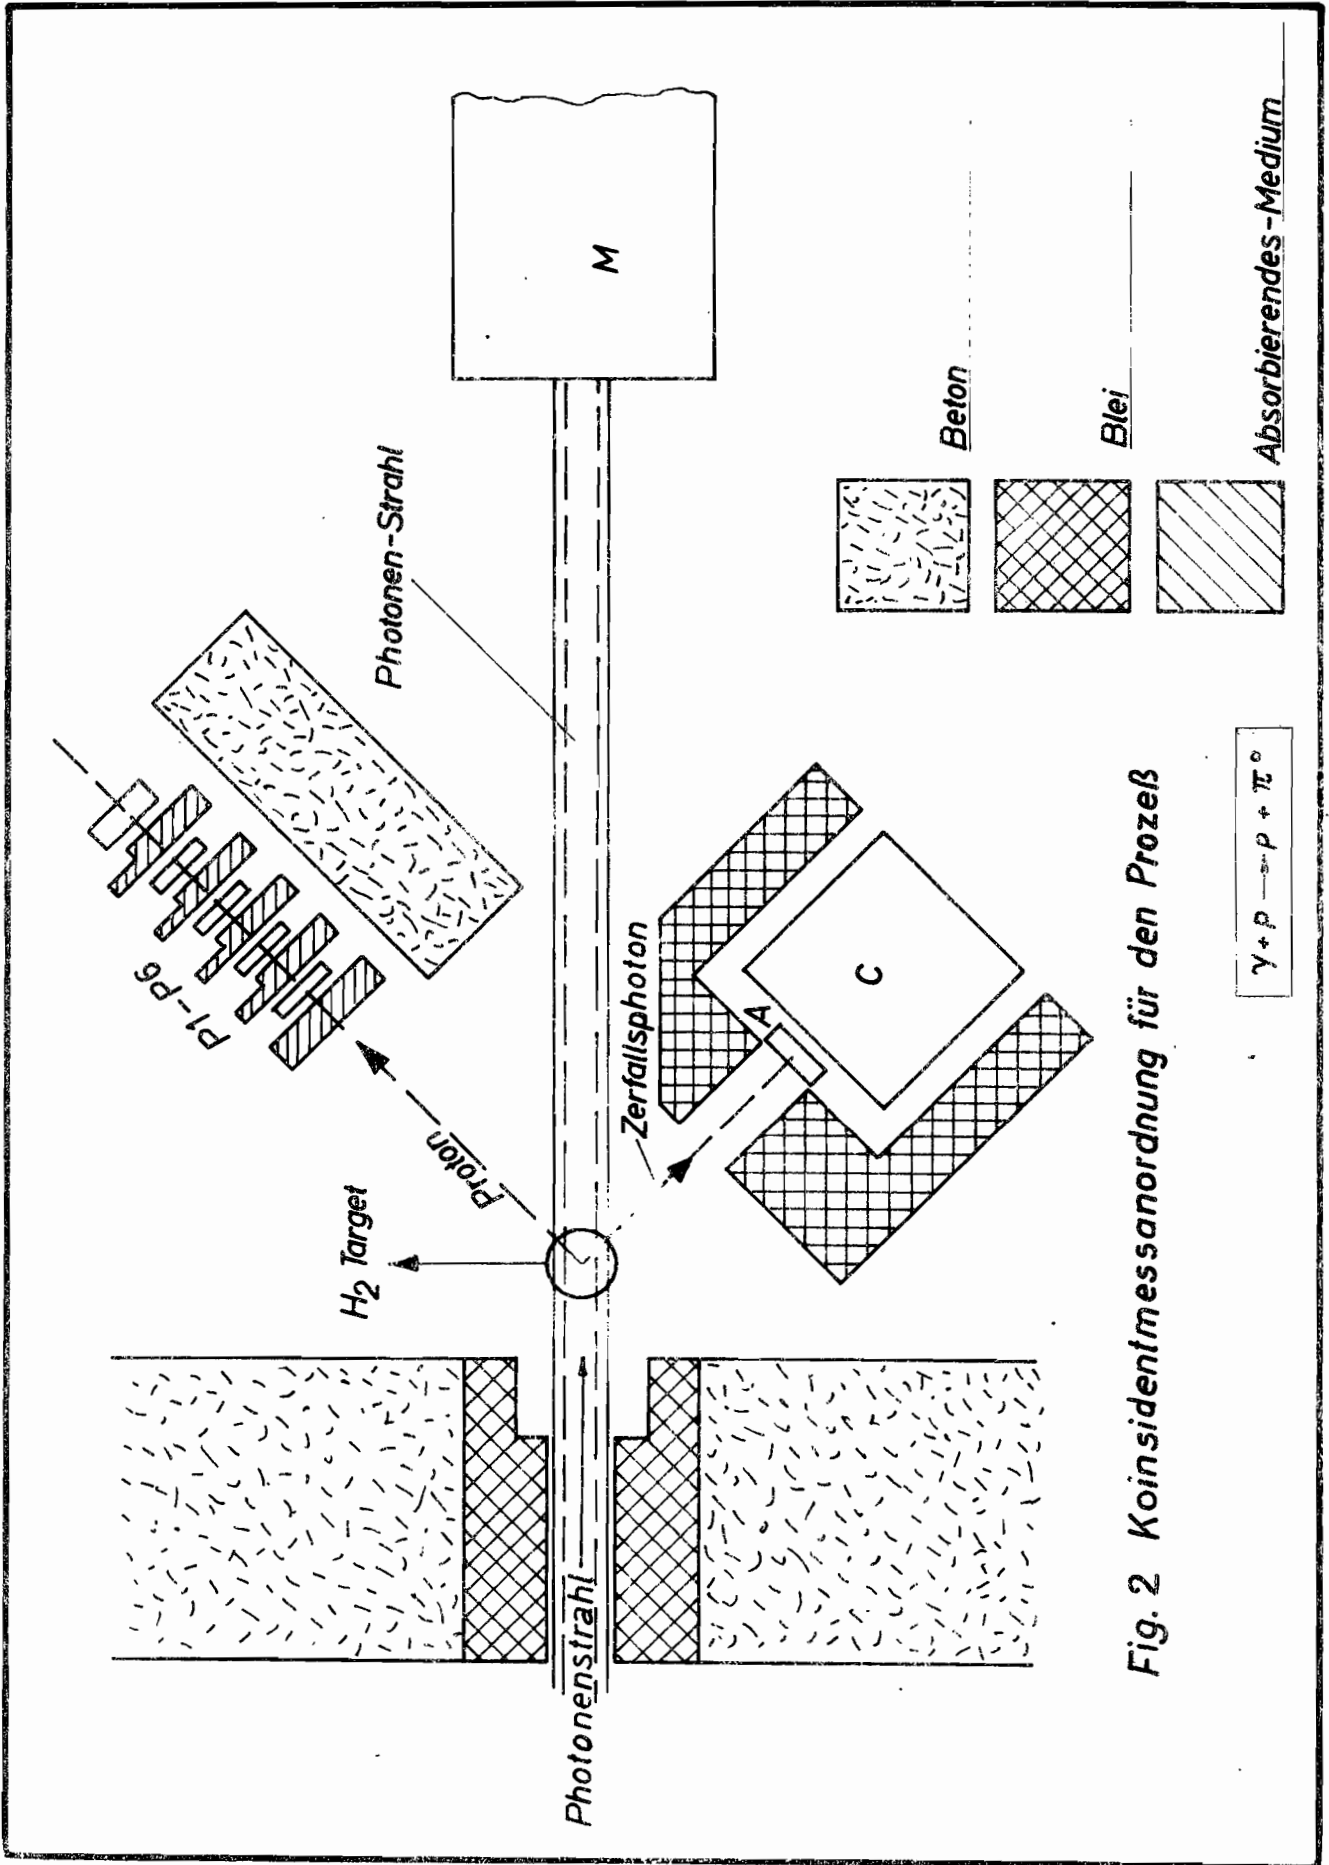 Photonenstrahl
H2 Target
Proton
P1-P6
Photonen-Strahl
M
Zerfallsphoton
A
C
Beton
Blei
Absorbierendes-Medium
Fig. 2 Koinsidentmessanordnung für den Prozeß
γ+P → P + π°